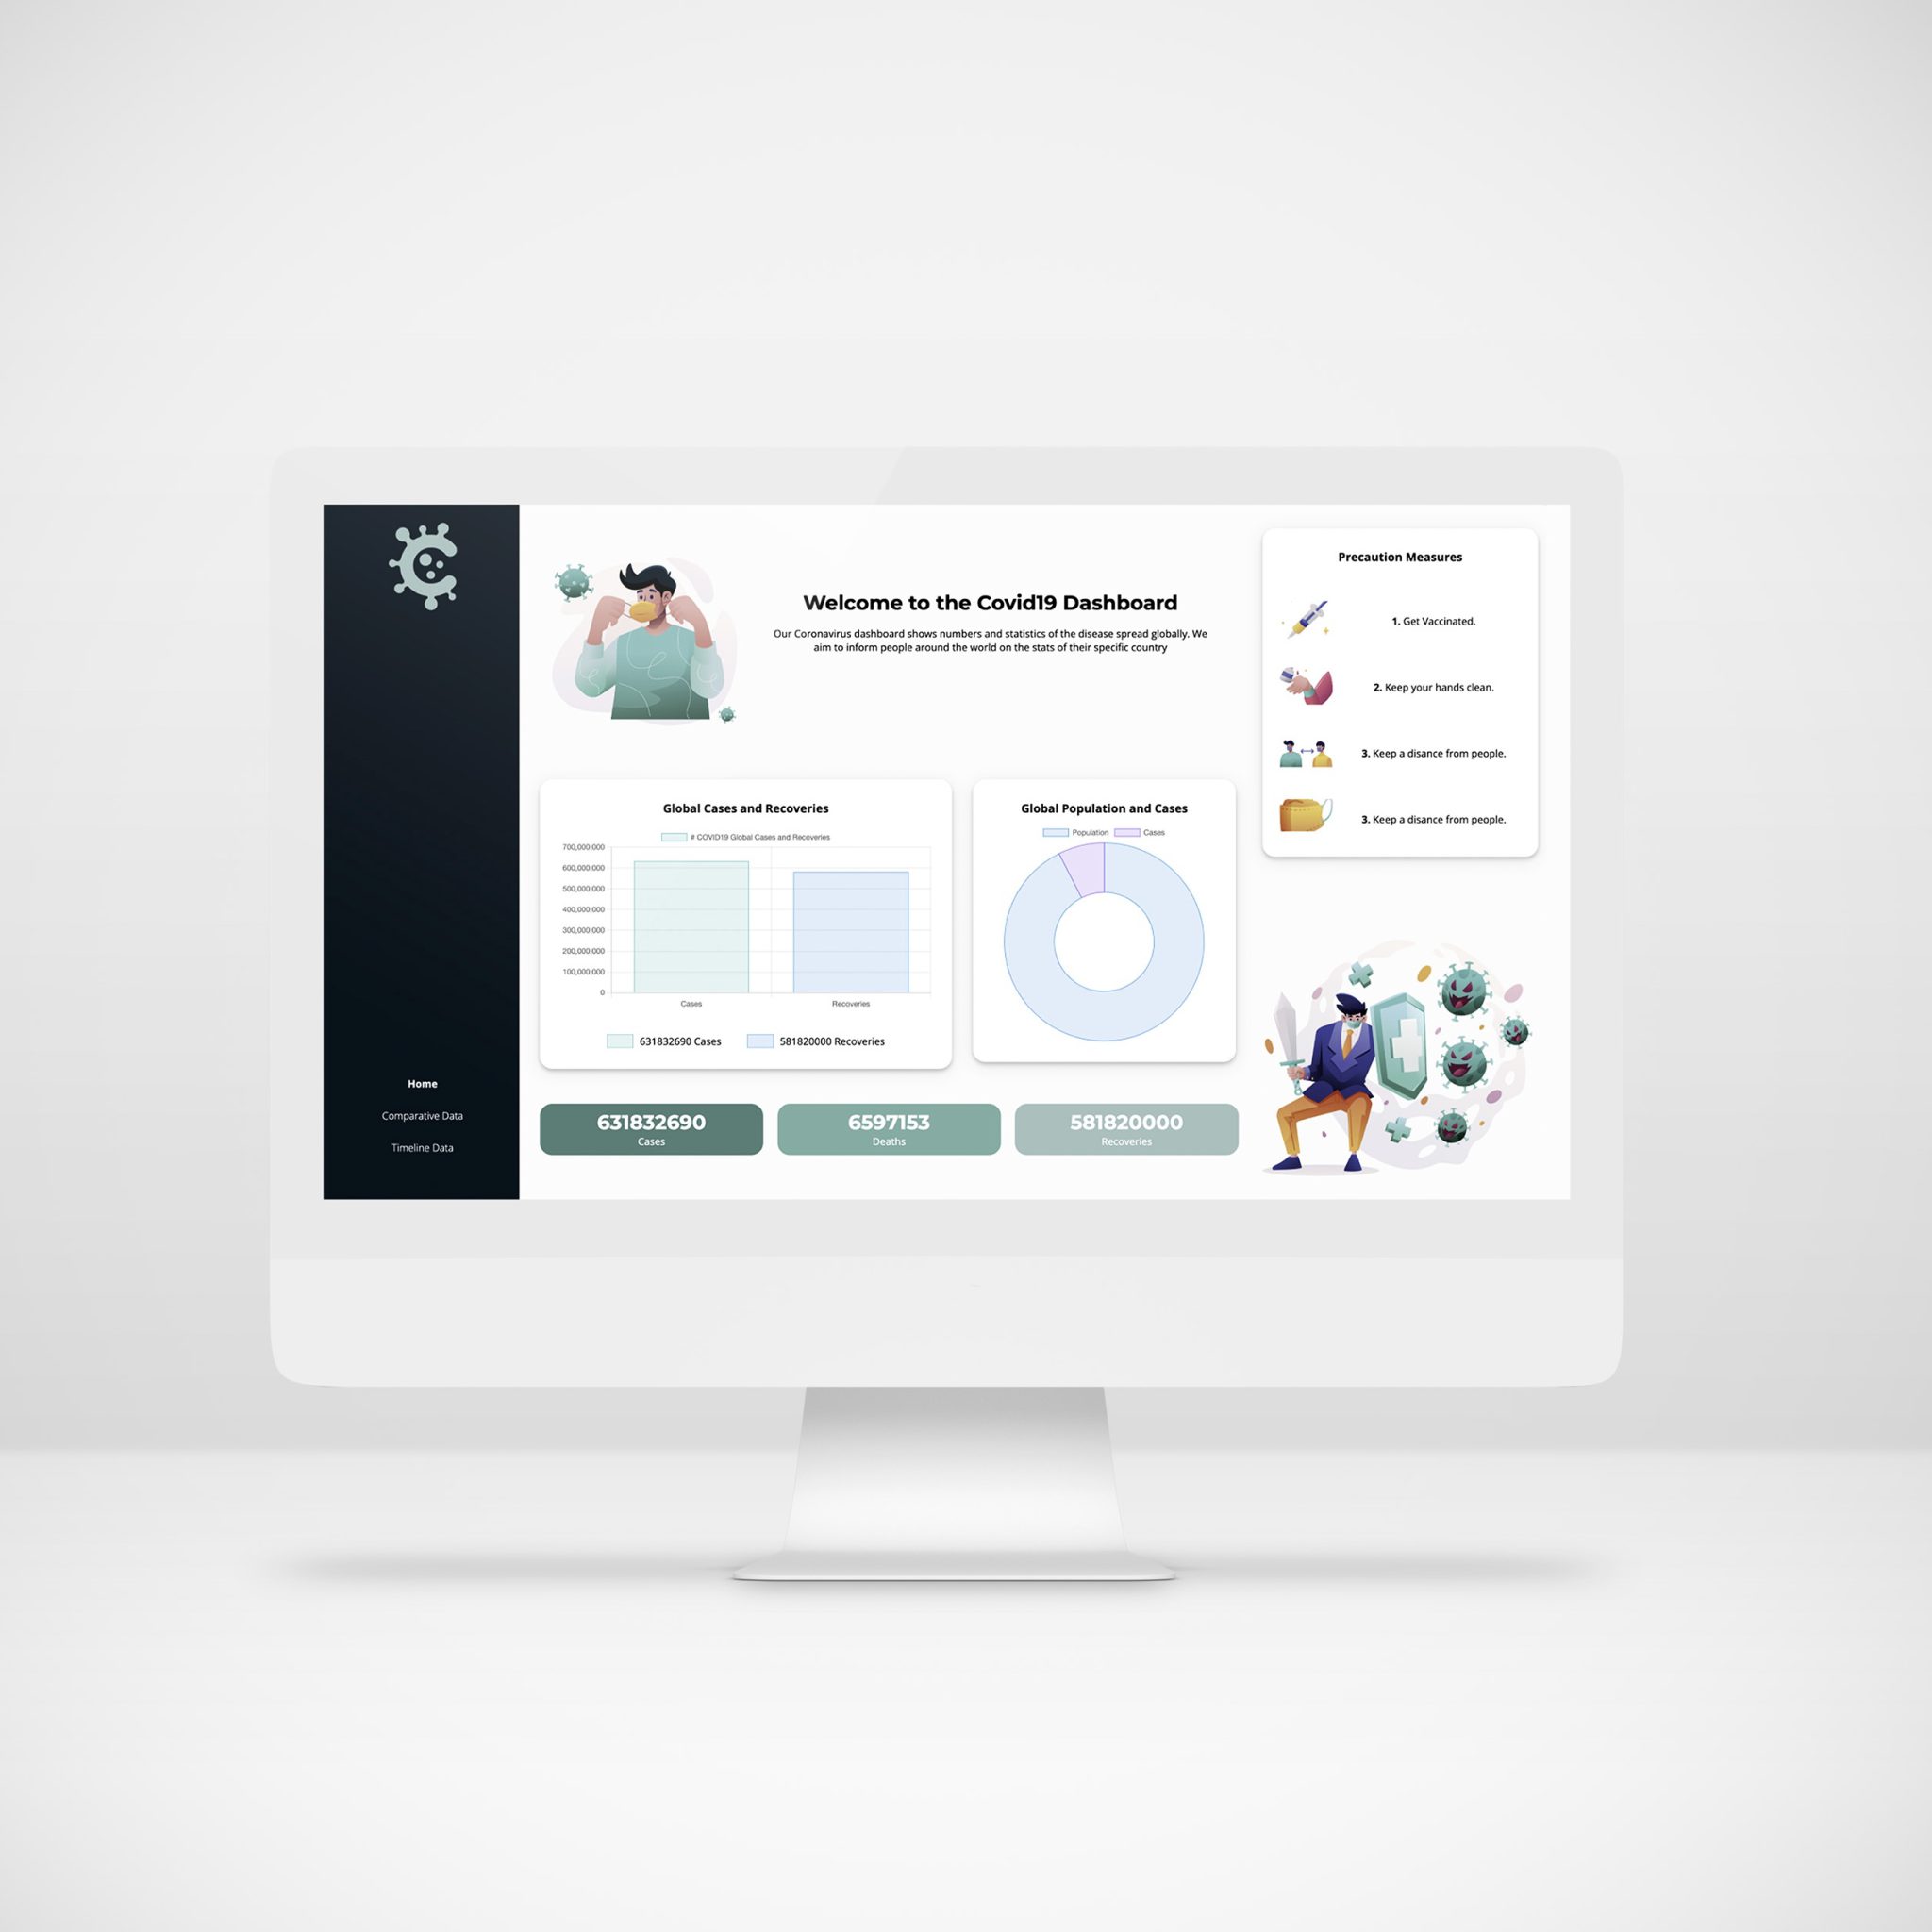 Welcome to the Covid19 Dashboard
Our Coronavirus dashboard shows numbers and statistics of the disease spread globally. We
aim to inform people around the world on the stats of their specific country
Precaution Measures
1. Get Vaccinated.
2. Keep your hands clean.
3. Keep a disance from people.
3. Keep a disance from people.
Global Cases and Recoveries
# COVID19 Global Cases and Recoveries
700,000,000
600,000,000
500,000,000
400,000,000
300,000,000
200,000,000
100,000,000
0
Cases
Recoveries
631832690 Cases
581820000 Recoveries
Global Population and Cases
Population
Cases
631832690
Cases
6597153
Deaths
581820000
Recoveries
Home
Comparative Data
Timeline Data